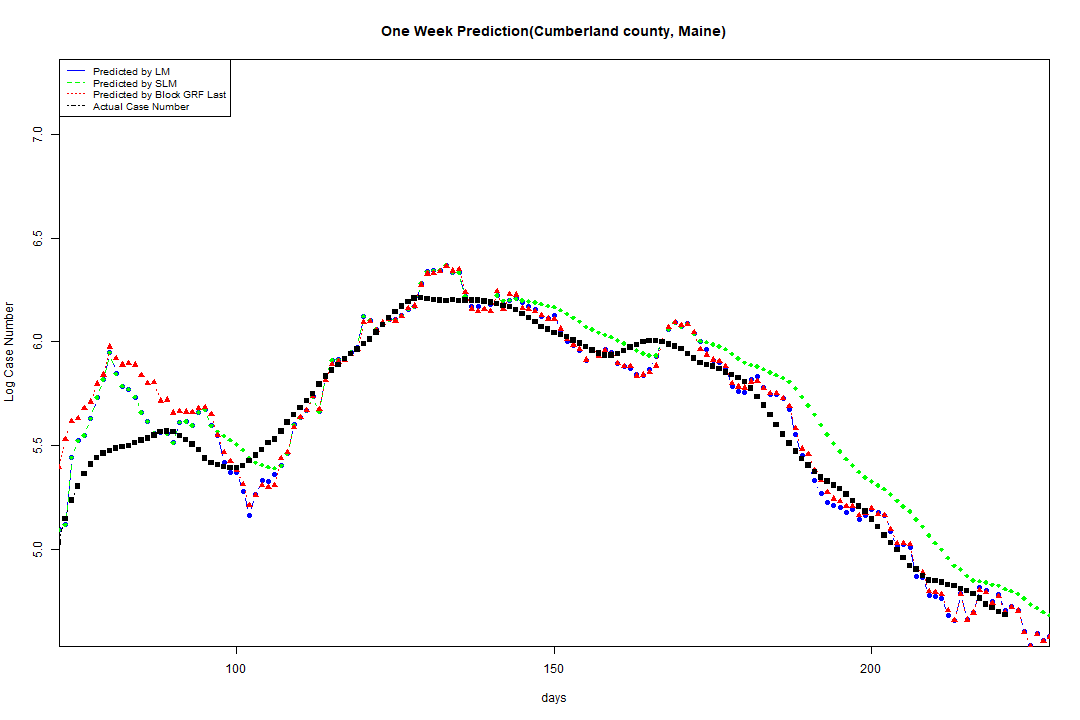 One Week Prediction(Cumberland county, Maine)
Predicted by LM
Predicted by SLM
Predicted by Block GRF Last
Actual Case Number
7.0
6.5
6.0
5.5
5.0
Log Case Number
100 150 200
days